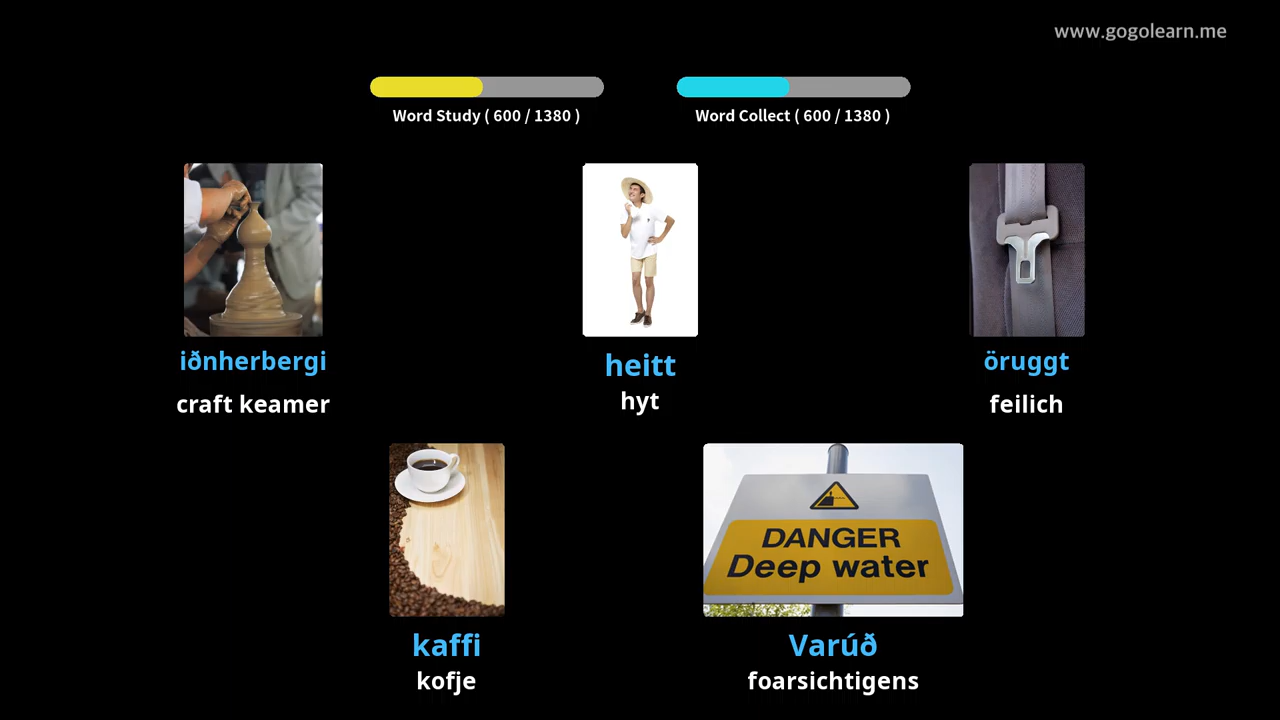 www.gogolearn.me
Word Study ( 600 / 1380 )
Word Collect ( 600 / 1380 )
iðnherbergi
craft keamer
heitt
hyt
öruggt
feilich
DANGER
Deep water
kaffi
kofje
Varúð
foarsichtigens